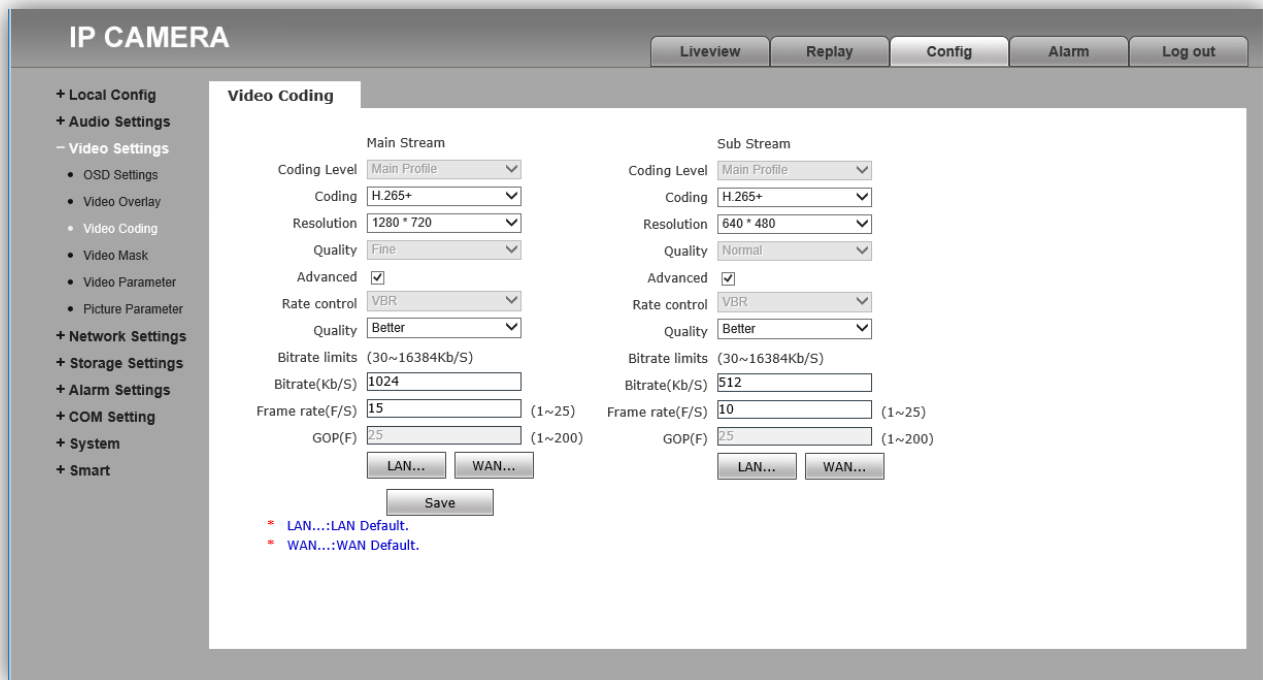 IP CAMERA
Liveview Replay Config Alarm Log out
+ Local Config
+ Audio Settings
− Video Settings
• OSD Settings
• Video Overlay
• Video Coding
• Video Mask
• Video Parameter
• Picture Parameter
+ Network Settings
+ Storage Settings
+ Alarm Settings
+ COM Setting
+ System
+ Smart
Video Coding
Main Stream
Coding Level Main Profile
Coding H.265+
Resolution 1280 * 720
Quality Fine
Advanced
Rate control VBR
Quality Better
Bitrate limits (30~16384Kb/S)
Bitrate(Kb/S) 1024
Frame rate(F/S) 15 (1~25)
GOP(F) 25 (1~200)
LAN... WAN...
Save
* LAN...:LAN Default.
* WAN...:WAN Default.
Sub Stream
Coding Level Main Profile
Coding H.265+
Resolution 640 * 480
Quality Normal
Advanced
Rate control VBR
Quality Better
Bitrate limits (30~16384Kb/S)
Bitrate(Kb/S) 512
Frame rate(F/S) 10 (1~25)
GOP(F) 25 (1~200)
LAN... WAN...